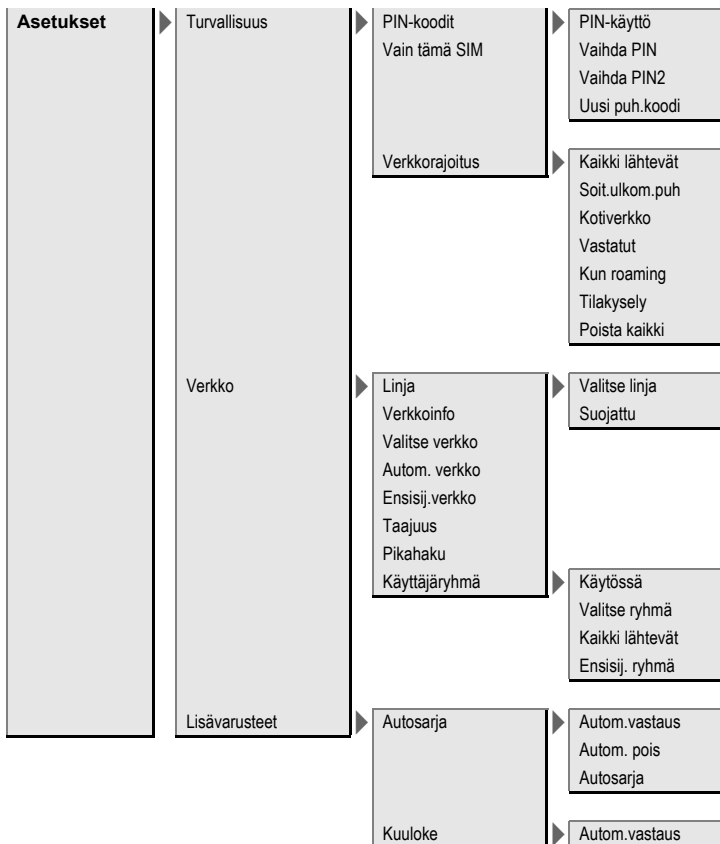 Asetukset
Turvallisuus
PIN-koodit
PIN-käyttö
Vain tämä SIM
Vaihda PIN
Vaihda PIN2
Uusi puh.koodi
Verkkorajoitus
Kaikki lähtevät
Soit.ulkom.puh
Kotiverkko
Vastatut
Kun roaming
Tilakysely
Poista kaikki
Verkko
Linja
Valitse linja
Verkkoinfo
Suojattu
Valitse verkko
Autom. verkko
Ensisij.verkko
Taajuus
Pikahaku
Käyttäjäryhmä
Käytössä
Valitse ryhmä
Kaikki lähtevät
Ensisij. ryhmä
Lisävarusteet
Autosarja
Autom.vastaus
Autom. pois
Autosarja
Kuuloke
Autom.vastaus